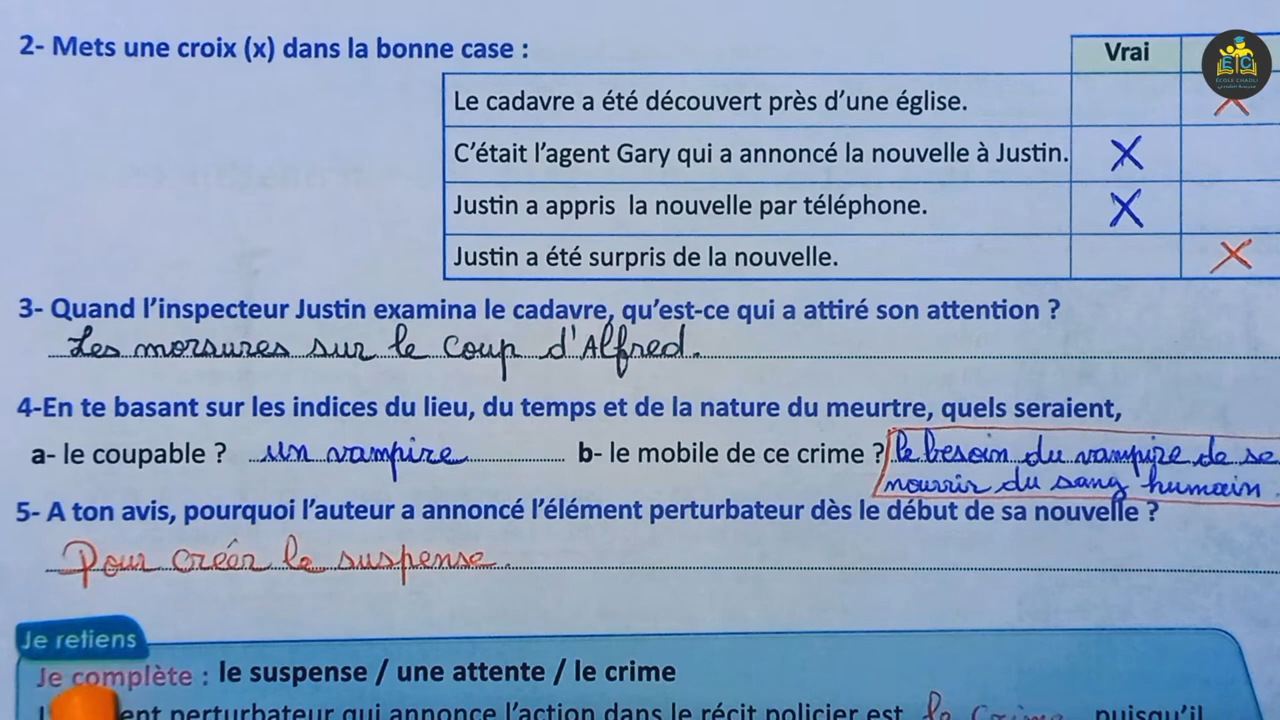 2- Mets une croix (x) dans la bonne case :
Vrai
EC
ÉCOLE CHADLI
Le cadavre a été découvert près d'une église.
X
C'était l'agent Gary qui a annoncé la nouvelle à Justin.
X
Justin a appris la nouvelle par téléphone.
X
Justin a été surpris de la nouvelle.
X
3- Quand l'inspecteur Justin examina le cadavre, qu'est-ce qui a attiré son attention ?
Les morsures sur le coup d'Alfred.
4-En te basant sur les indices du lieu, du temps et de la nature du meurtre, quels seraient,
a- le coupable ? un vampire b- le mobile de ce crime ? le besoin du vampire de se
nourrir du sang humain
5- A ton avis, pourquoi l'auteur a annoncé l'élément perturbateur dès le début de sa nouvelle ?
Pour créer le suspense.
Je retiens
Je complète : le suspense / une attente / le crime
ent perturbateur qui annonce l'action dans le récit policier est le crime puisqu'il